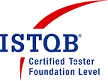 ISTQB
Certified Tester
Foundation Level